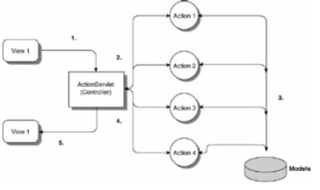 1.
Action 1
View 1
2.
Action 2
ActionServlet
(Controller)
3.
Action 3
View 1
4.
5.
Action 4
Models